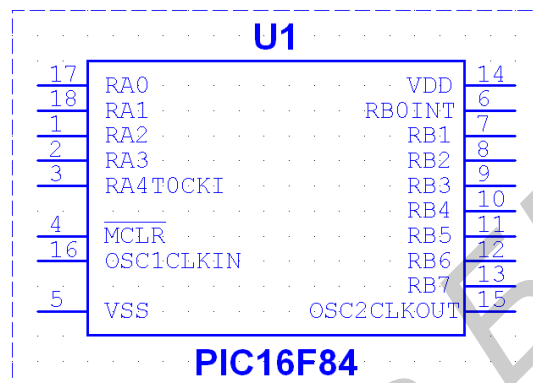 U1
17 RA0 VDD 14
18 RA1 RB0INT 6
1 RA2 RB1 7
2 RA3 RB2 8
3 RA4T0CKI RB3 9
RB4 10
4 MCLR RB5 11
16 OSC1CLKIN RB6 12
RB7 13
5 VSS OSC2CLKOUT 15
PIC16F84